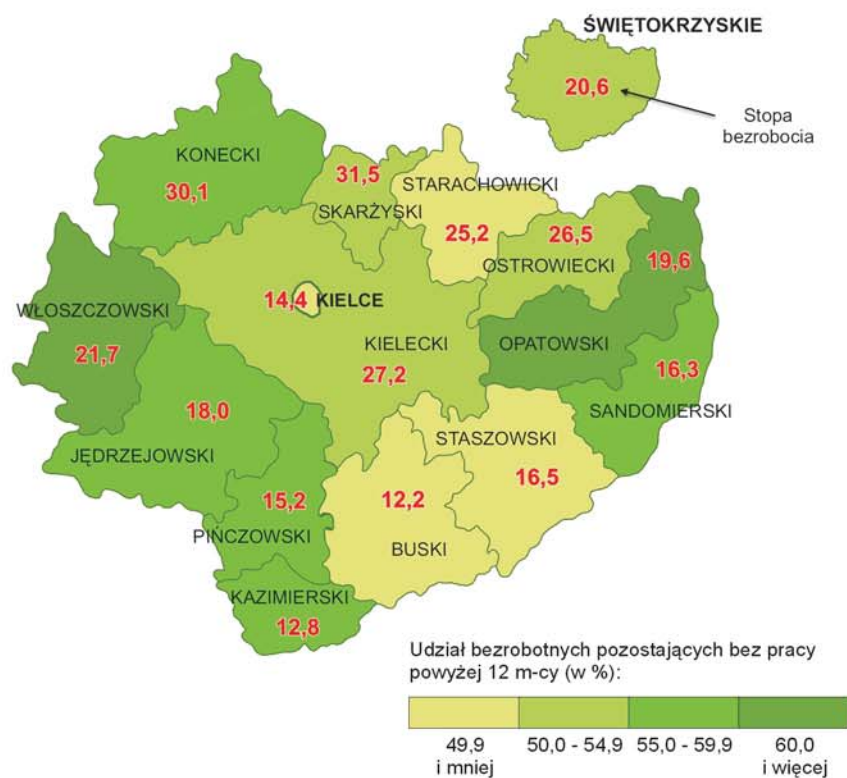 ŚWIĘTOKRZYSKIE
20,6
Stopa
bezrobocia
KONECKI
30,1
31,5
SKARŻYSKI
STARACHOWICKI
25,2
26,5
OSTROWIECKI
19,6
OPATOWSKI
WŁOSZCZOWSKI
21,7
14,4
KIELCE
KIELECKI
27,2
16,3
SANDOMIERSKI
18,0
JĘDRZEJOWSKI
STASZOWSKI
16,5
15,2
PIŃCZOWSKI
12,2
BUSKI
KAZIMIERSKI
12,8
Udział bezrobotnych pozostających bez pracy
powyżej 12 m-cy (w %):
49,9
i mniej
50,0 - 54,9
55,0 - 59,9
60,0
i więcej